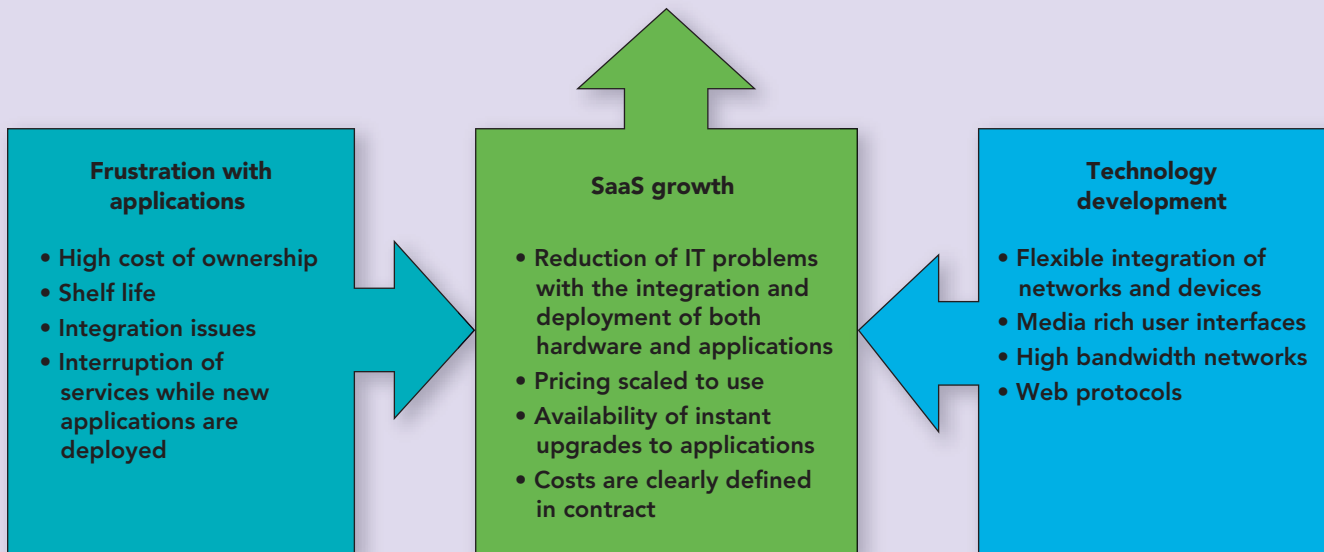 Frustration with
applications
• High cost of ownership
• Shelf life
• Integration issues
• Interruption of
services while new
applications are
deployed
SaaS growth
• Reduction of IT problems
with the integration and
deployment of both
hardware and applications
• Pricing scaled to use
• Availability of instant
upgrades to applications
• Costs are clearly defined
in contract
Technology
development
• Flexible integration of
networks and devices
• Media rich user interfaces
• High bandwidth networks
• Web protocols